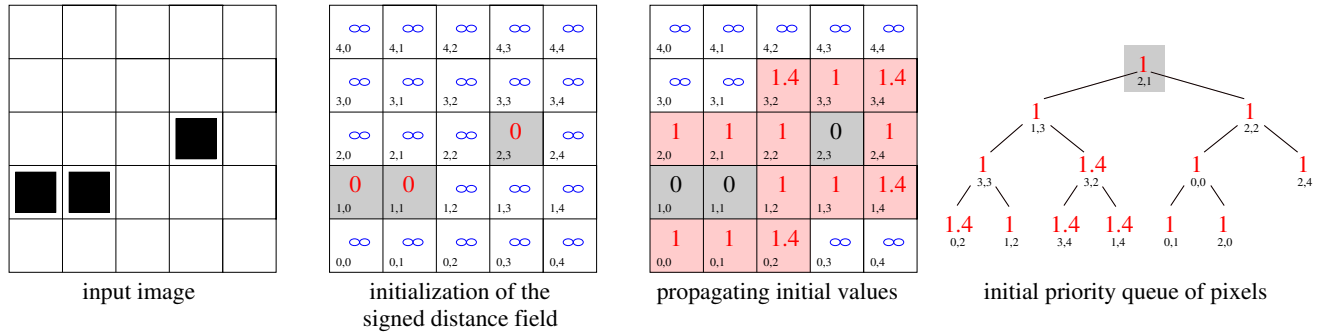 ∞ ∞ ∞ ∞ ∞
4,0 4,1 4,2 4,3 4,4
∞ ∞ ∞ ∞ ∞
3,0 3,1 3,2 3,3 3,4
∞ ∞ ∞ 0 ∞
2,0 2,1 2,2 2,3 2,4
0 0 ∞ ∞ ∞
1,0 1,1 1,2 1,3 1,4
∞ ∞ ∞ ∞ ∞
0,0 0,1 0,2 0,3 0,4
∞ ∞ ∞ ∞ ∞
4,0 4,1 4,2 4,3 4,4
∞ ∞ 1.4 1 1.4
3,0 3,1 3,2 3,3 3,4
1 1 1 0 1
2,0 2,1 2,2 2,3 2,4
0 0 1 1 1.4
1,0 1,1 1,2 1,3 1,4
1 1 1.4 ∞ ∞
0,0 0,1 0,2 0,3 0,4
1
2,1
1 1
1,3 2,2
1 1.4 1 1
3,3 3,2 0,0 2,4
1.4 1 1.4 1.4 1 1
0,2 1,2 3,4 1,4 0,1 2,0
input image
initialization of the
signed distance field
propagating initial values
initial priority queue of pixels